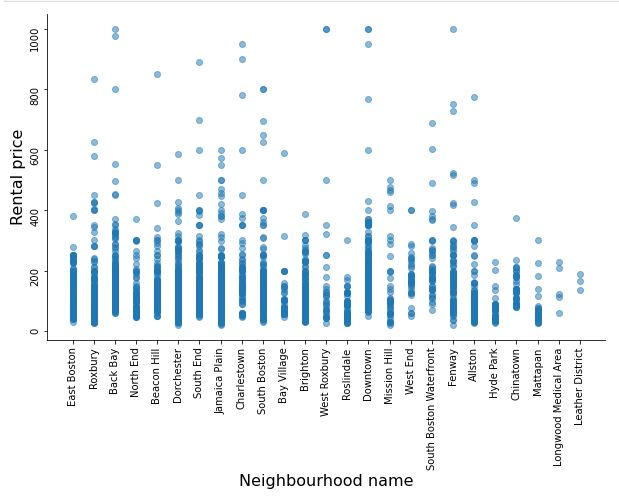 Rental price
1000
800
600
400
200
0
East Boston
Roxbury
Back Bay
North End
Beacon Hill
Dorchester
South End
Jamaica Plain
Charlestown
South Boston
Bay Village
Brighton
West Roxbury
Roslindale
Downtown
Mission Hill
West End
South Boston Waterfront
Fenway
Allston
Hyde Park
Chinatown
Mattapan
Longwood Medical Area
Leather District
Neighbourhood name